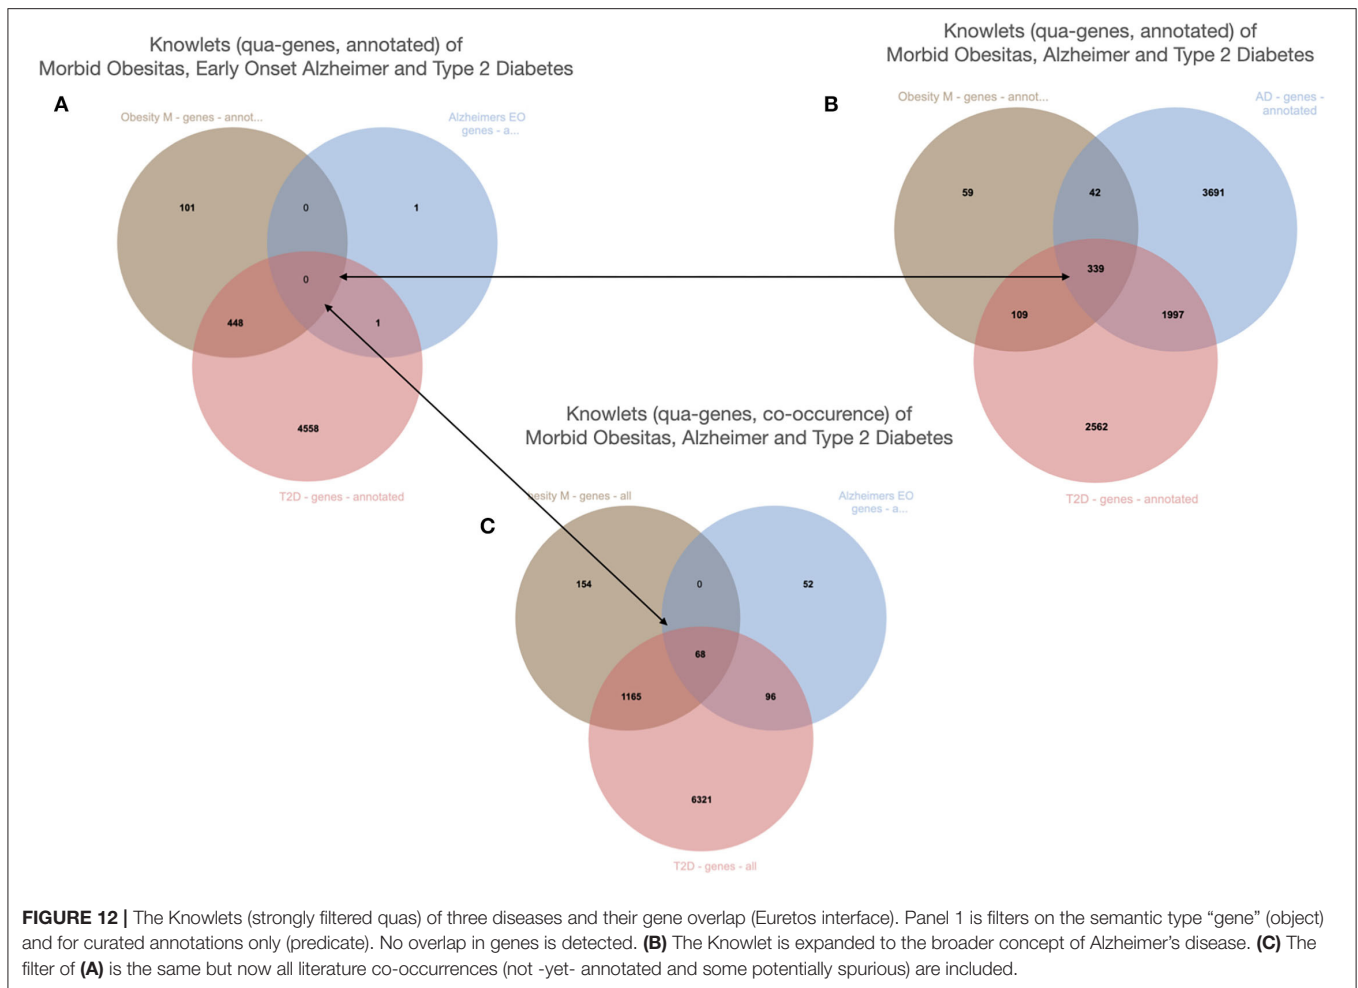 Knowlets (qua-genes, annotated) of
Morbid Obesitas, Early Onset Alzheimer and Type 2 Diabetes
A
Obesity M - genes - annot...
Alzheimers EO
genes - a...
101
0
1
0
448
1
4558
T2D - genes - annotated
Knowlets (qua-genes, annotated) of
Morbid Obesitas, Alzheimer and Type 2 Diabetes
B
Obesity M - genes - annot...
AD - genes -
annotated
59
42
3691
339
109
1997
2562
T2D - genes - annotated
Knowlets (qua-genes, co-occurence) of
Morbid Obesitas, Alzheimer and Type 2 Diabetes
C
esity M - genes - all
Alzheimers EO
genes - a...
154
0
52
68
1165
96
6321
T2D - genes - all
FIGURE 12 | The Knowlets (strongly filtered quas) of three diseases and their gene overlap (Euretos interface). Panel 1 is filters on the semantic type “gene” (object)
and for curated annotations only (predicate). No overlap in genes is detected. (B) The Knowlet is expanded to the broader concept of Alzheimer’s disease. (C) The
filter of (A) is the same but now all literature co-occurrences (not -yet- annotated and some potentially spurious) are included.